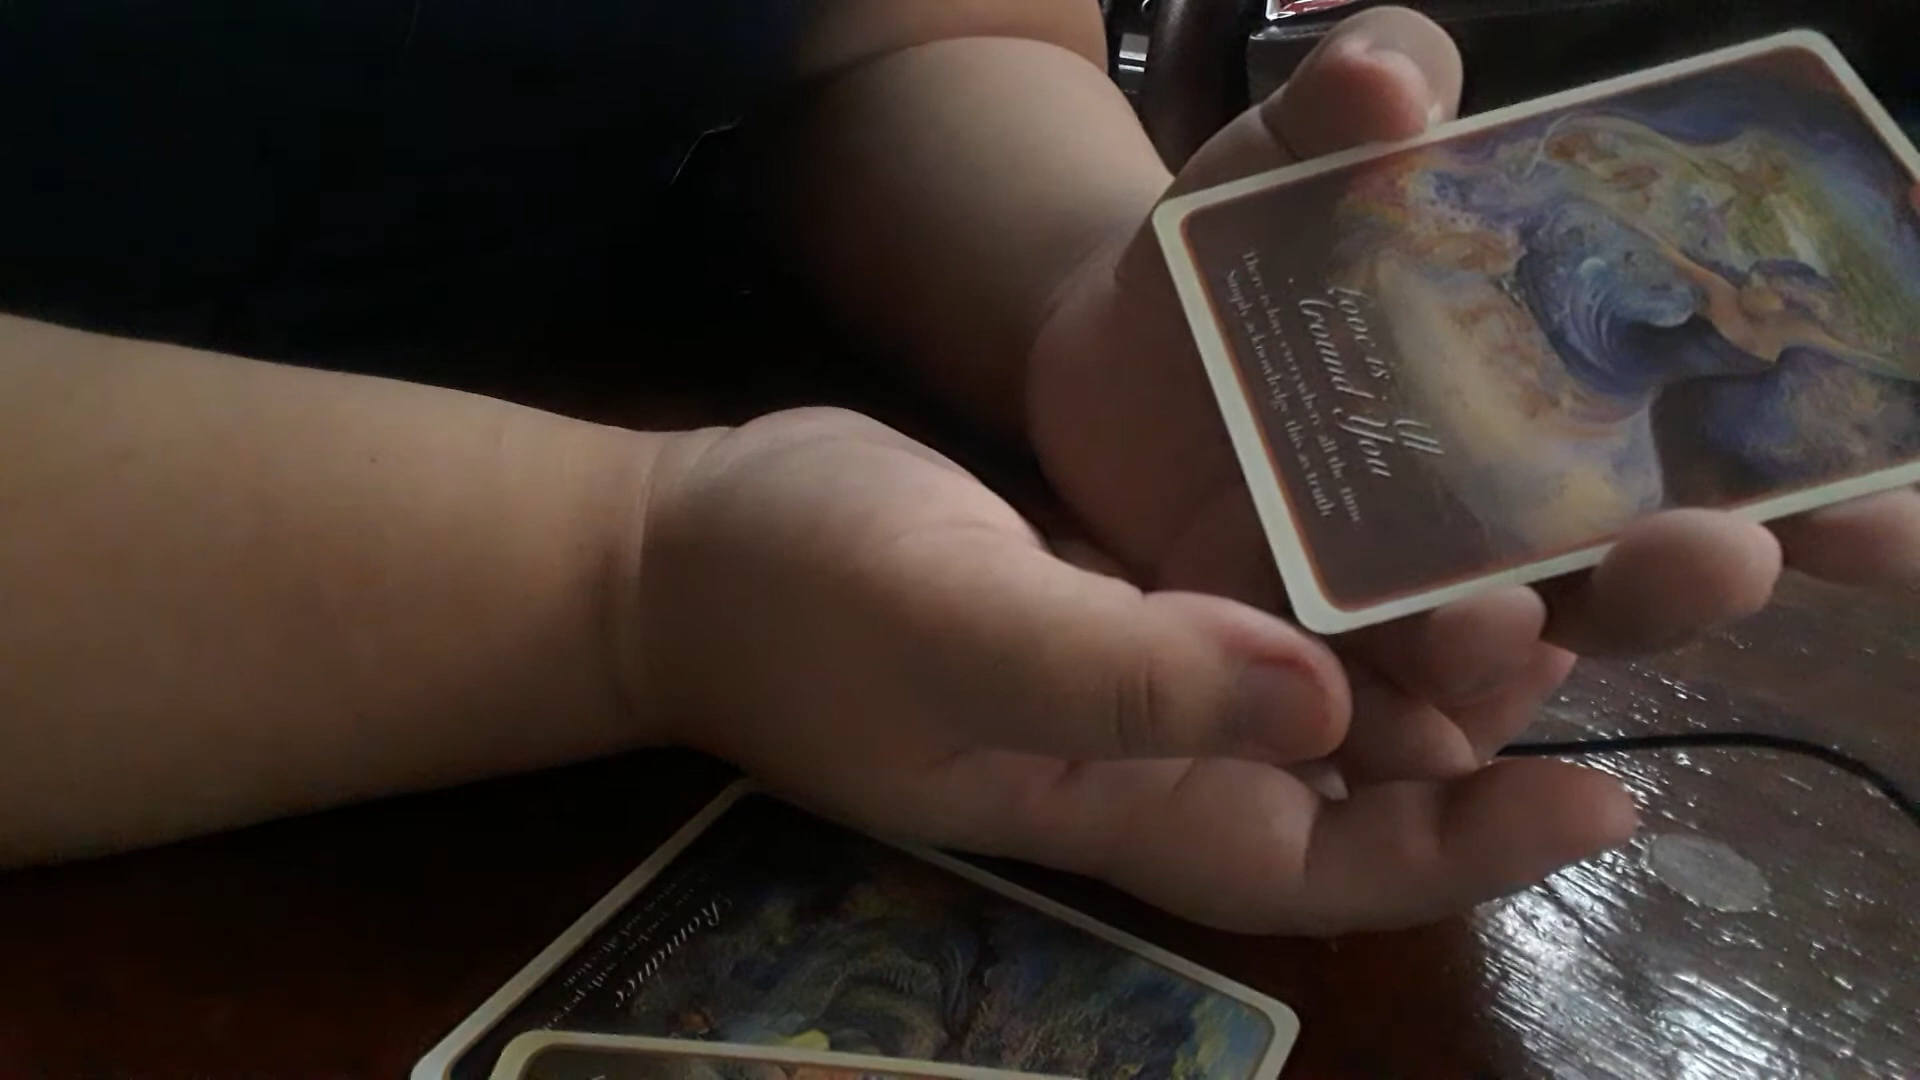 Love is All
Around You
There is love everywhere all the time
Simply acknowledge this as truth
Romance